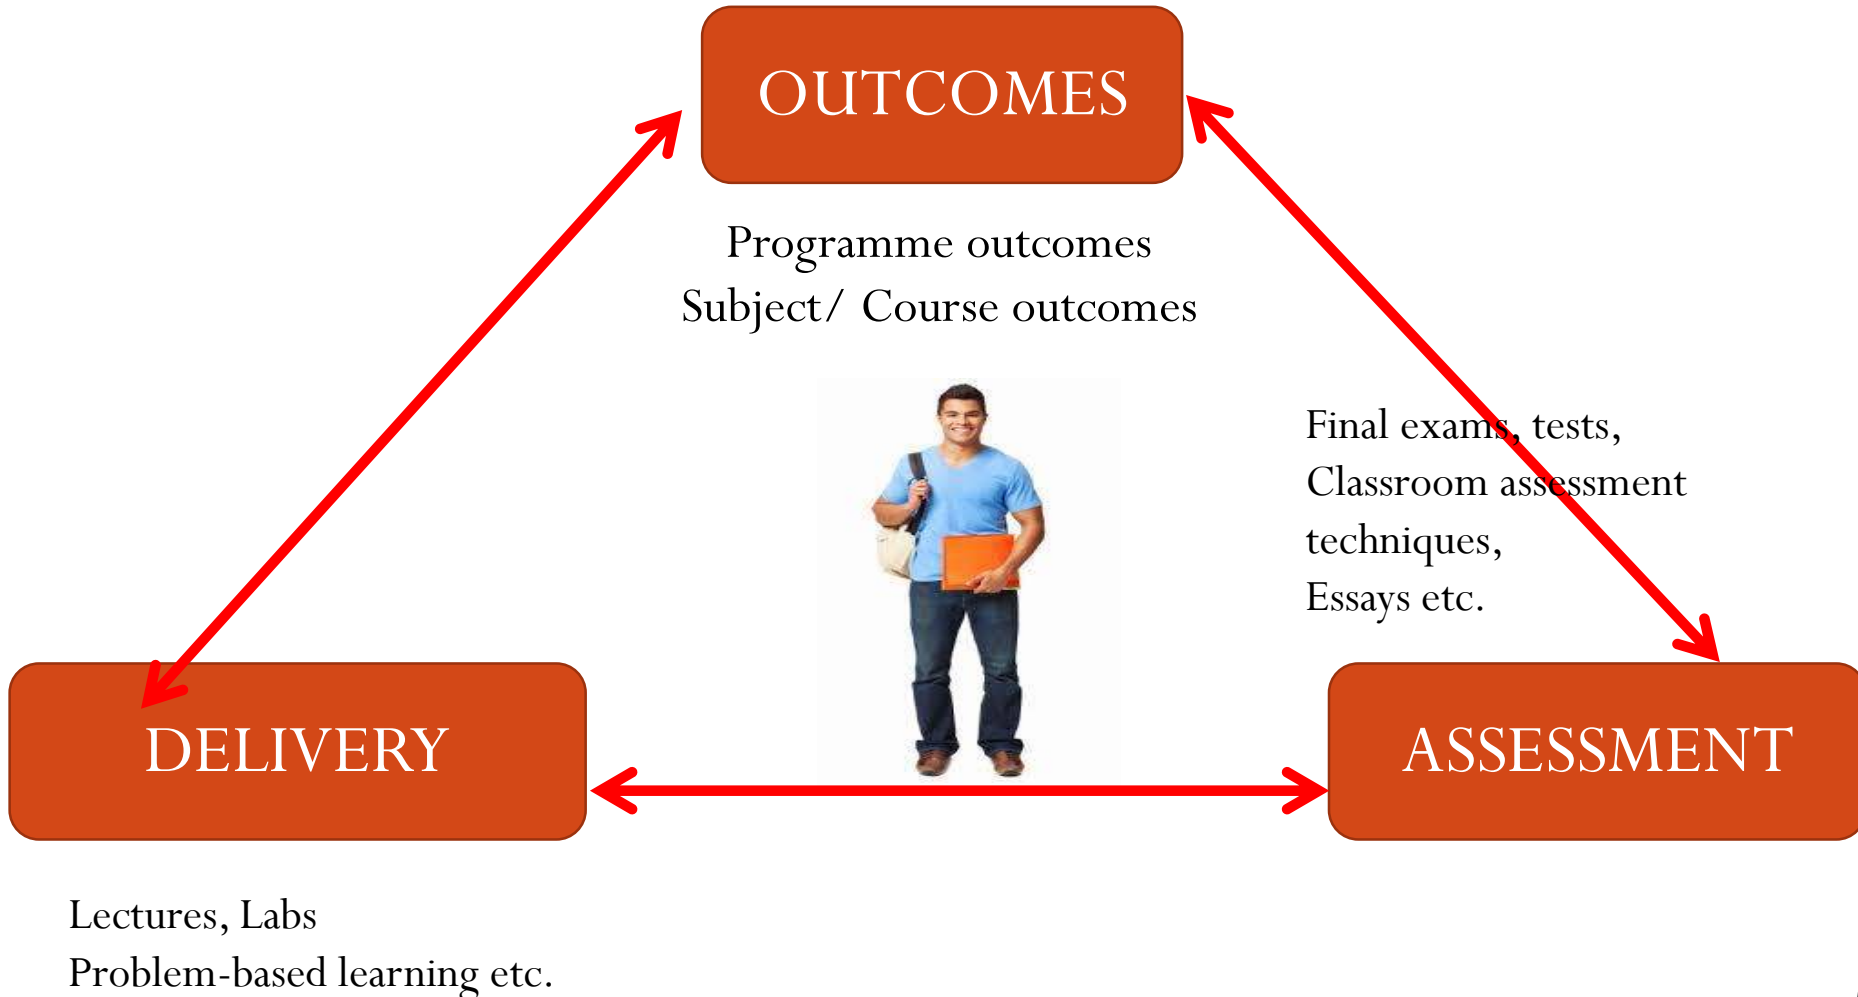 OUTCOMES
Programme outcomes
Subject/ Course outcomes
Final exams, tests,
Classroom assessment
techniques,
Essays etc.
DELIVERY
ASSESSMENT
Lectures, Labs
Problem-based learning etc.